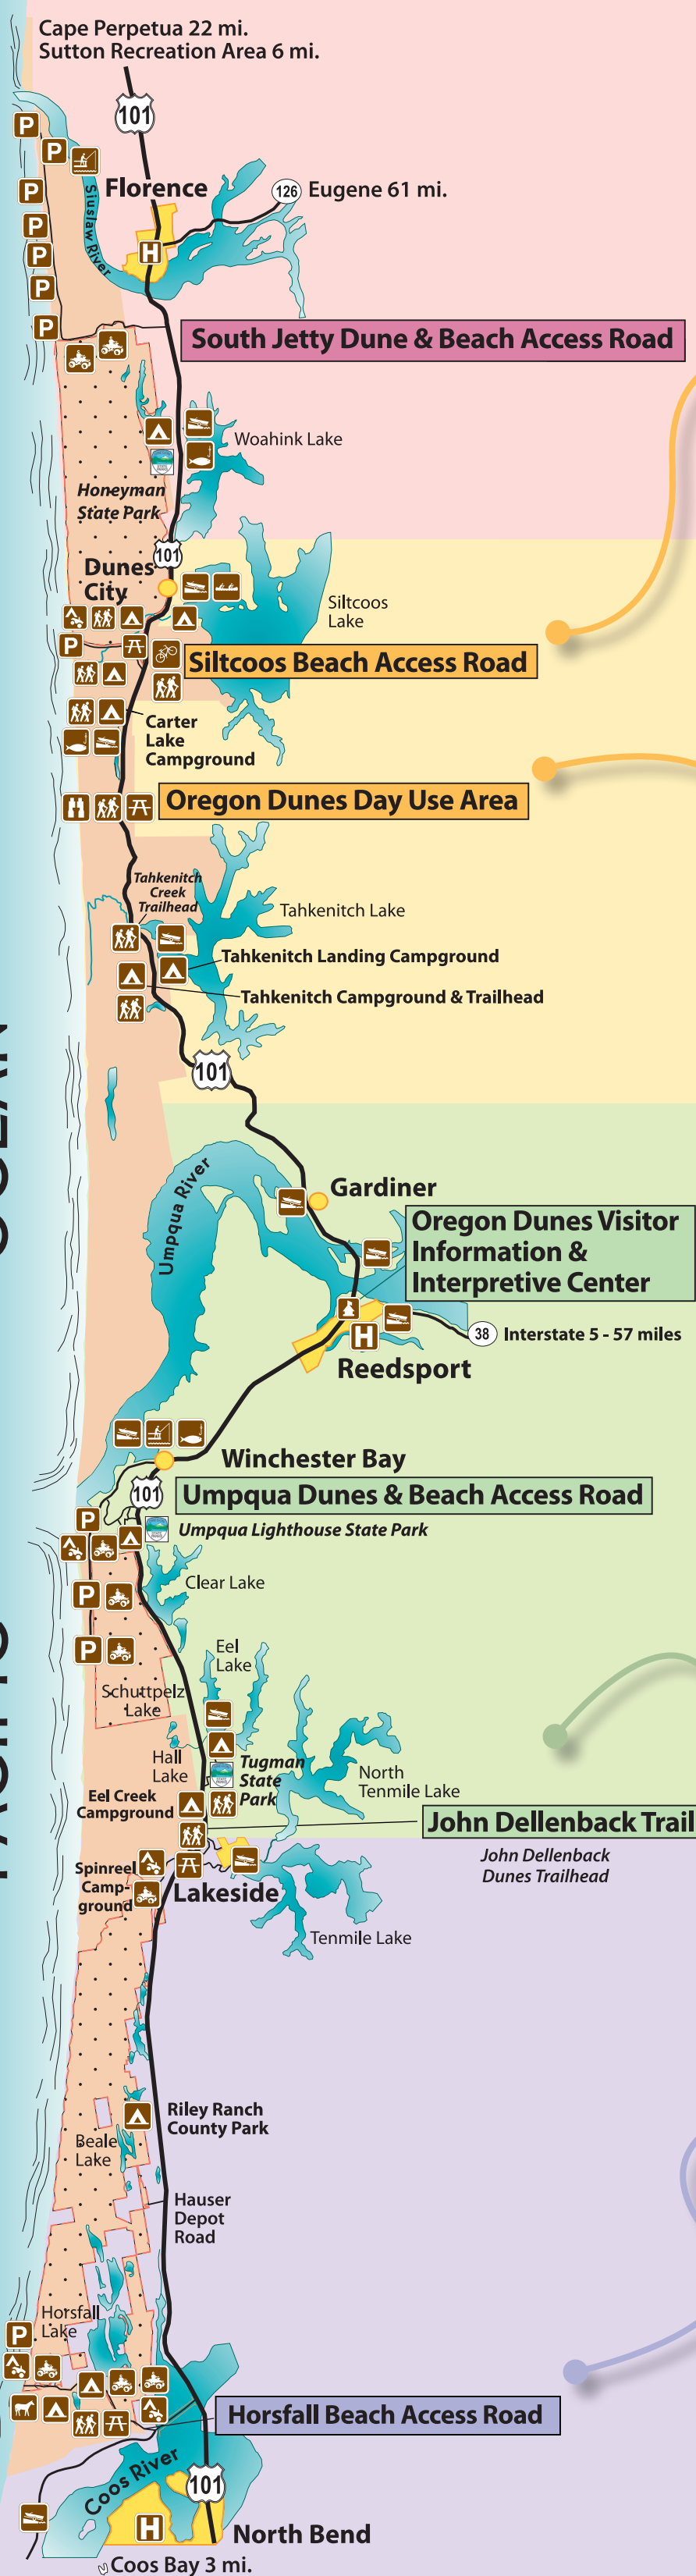 Cape Perpetua 22 mi.
Sutton Recreation Area 6 mi.
101
P
P
P
P
P
P
P
Siuslaw River
Florence
126
Eugene 61 mi.
H
South Jetty Dune & Beach Access Road
Woahink Lake
Honeyman
State Park
101
Dunes
City
Siltcoos
Lake
P
Siltcoos Beach Access Road
Carter
Lake
Campground
Oregon Dunes Day Use Area
Tahkenitch
Creek
Trailhead
Tahkenitch Lake
Tahkenitch Landing Campground
Tahkenitch Campground & Trailhead
101
Umpqua River
Gardiner
Oregon Dunes Visitor
Information &
Interpretive Center
H
38
Interstate 5 - 57 miles
Reedsport
Winchester Bay
101
Umpqua Dunes & Beach Access Road
P
Umpqua Lighthouse State Park
Clear Lake
P
P
Eel
Lake
Schuttpelz
Lake
Hall
Lake
Tugman
State
Park
North
Tenmile Lake
Eel Creek
Campground
John Dellenback Trail
John Dellenback
Dunes Trailhead
Spinreel
Camp-
ground
Lakeside
Tenmile Lake
Riley Ranch
County Park
Beale
Lake
Hauser
Depot
Road
Horsfall
Lake
P
Horsfall Beach Access Road
Coos River
101
H
North Bend
Coos Bay 3 mi.